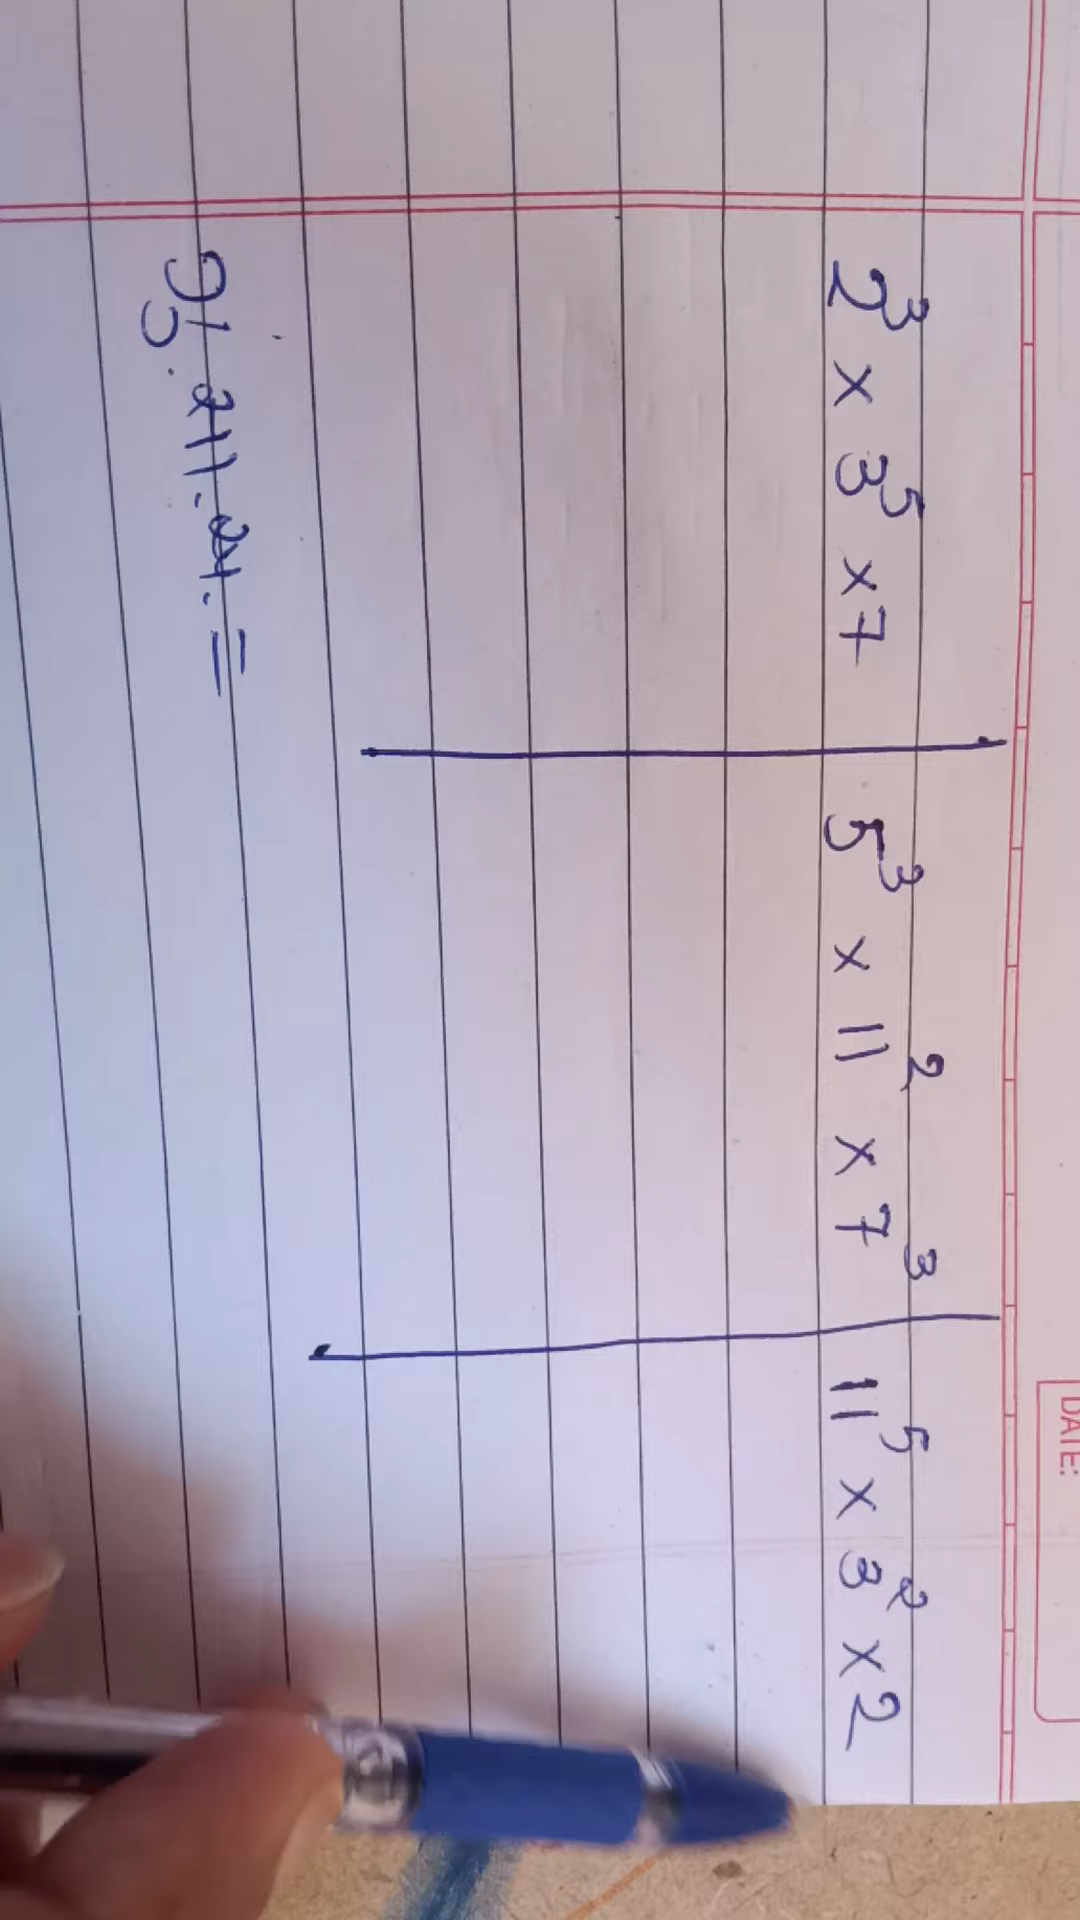 DATE:
2³ × 3⁵ × 7
5³ × 11² × 7³
11⁵ × 3² × 2
ল.সা.গু. =